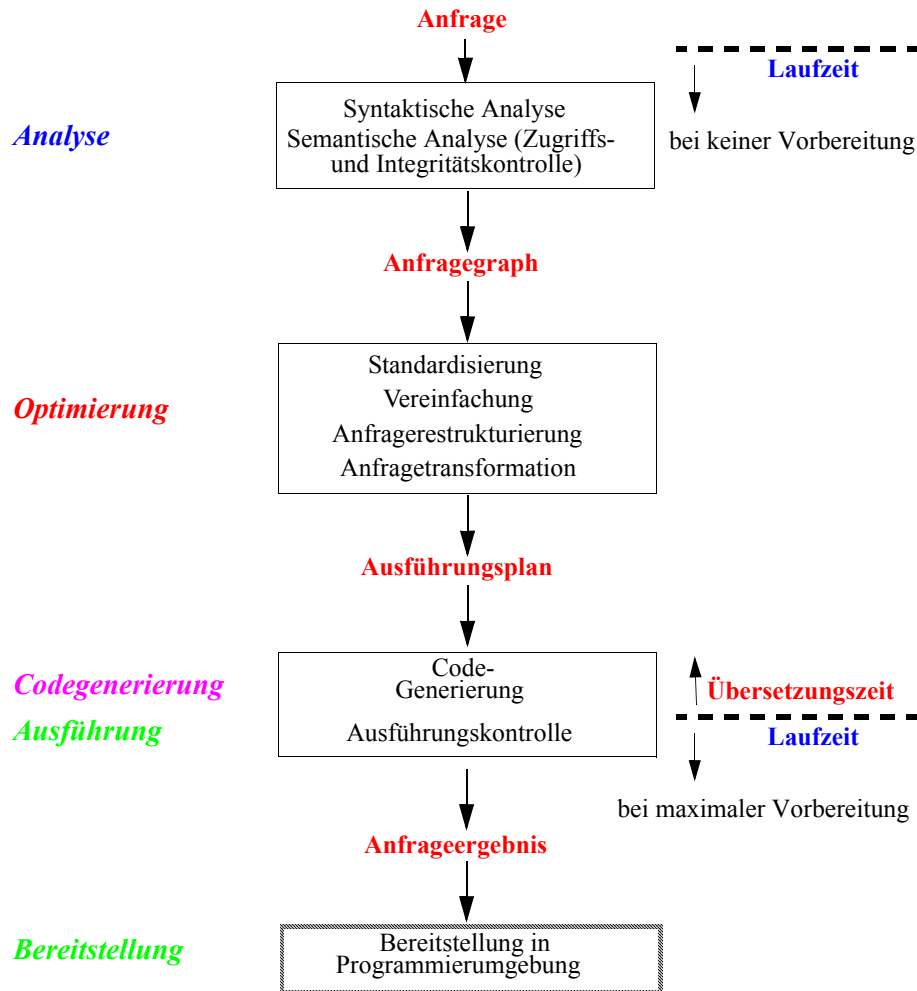 Anfrage
Laufzeit
Syntaktische Analyse
Analyse
Semantische Analyse (Zugriffs-
bei keiner Vorbereitung
und Integritätskontrolle)
Anfragegraph
Standardisierung
Vereinfachung
Optimierung
Anfragerestrukturierung
Anfragetransformation
Ausführungsplan
Code-
Codegenerierung
Generierung
Übersetzungszeit
Ausführung
Ausführungskontrolle
Laufzeit
bei maximaler Vorbereitung
Anfrageergebnis
Bereitstellung
Bereitstellung in
Programmierumgebung